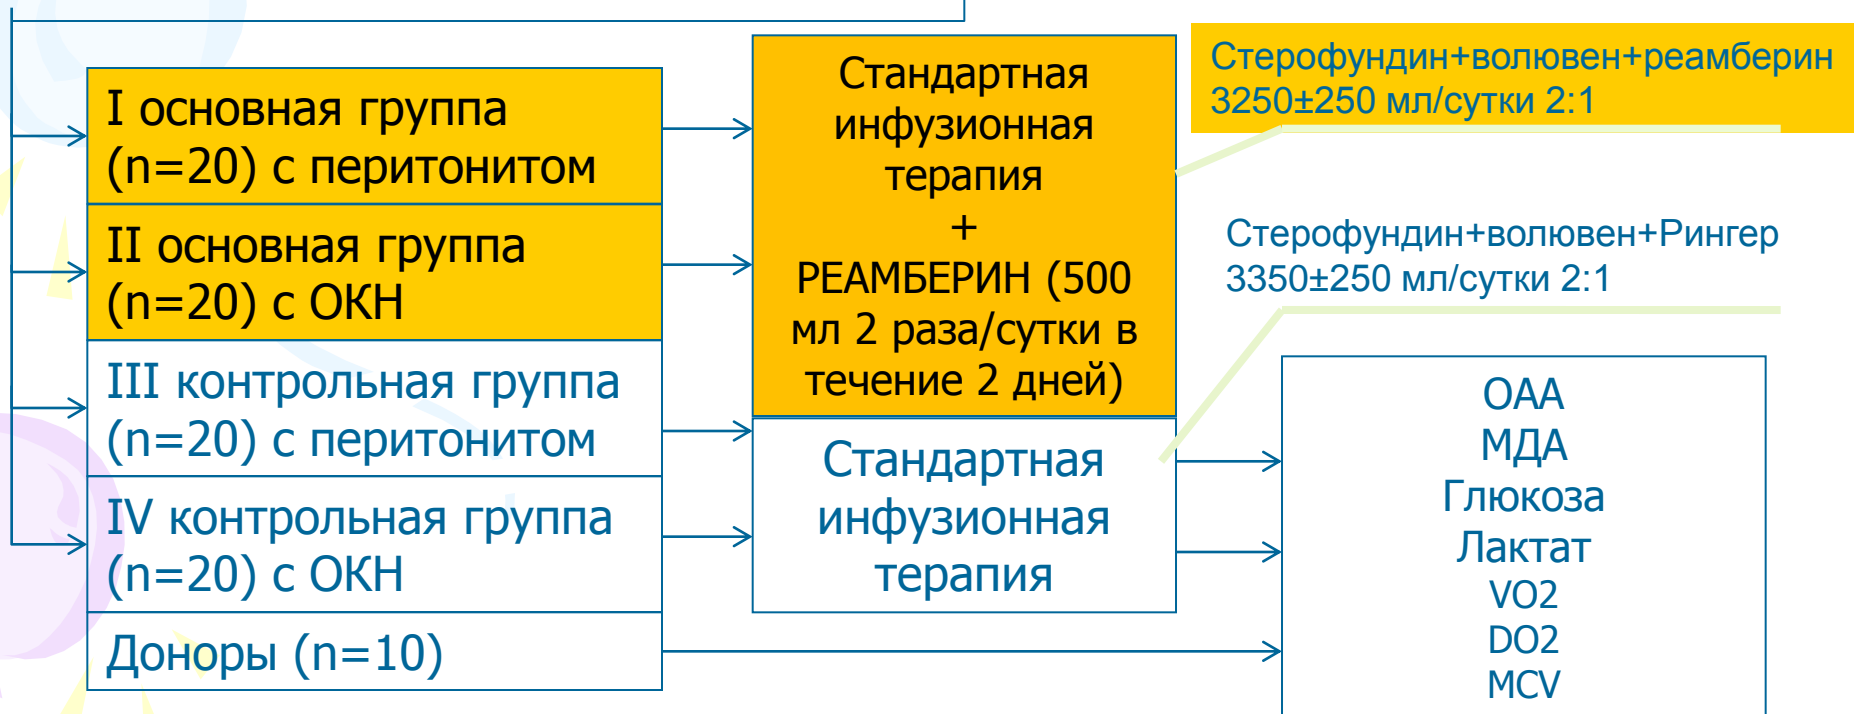 I основная группа
(n=20) с перитонитом
II основная группа
(n=20) с ОКН
III контрольная группа
(n=20) с перитонитом
IV контрольная группа
(n=20) с ОКН
Доноры (n=10)
Стандартная
инфузионная
терапия
+
РЕАМБЕРИН (500
мл 2 раза/сутки в
течение 2 дней)
Стандартная
инфузионная
терапия
Стерофундин+волювен+реамберин
3250±250 мл/сутки 2:1
Стерофундин+волювен+Рингер
3350±250 мл/сутки 2:1
ОАА
МДА
Глюкоза
Лактат
VO2
DO2
MCV